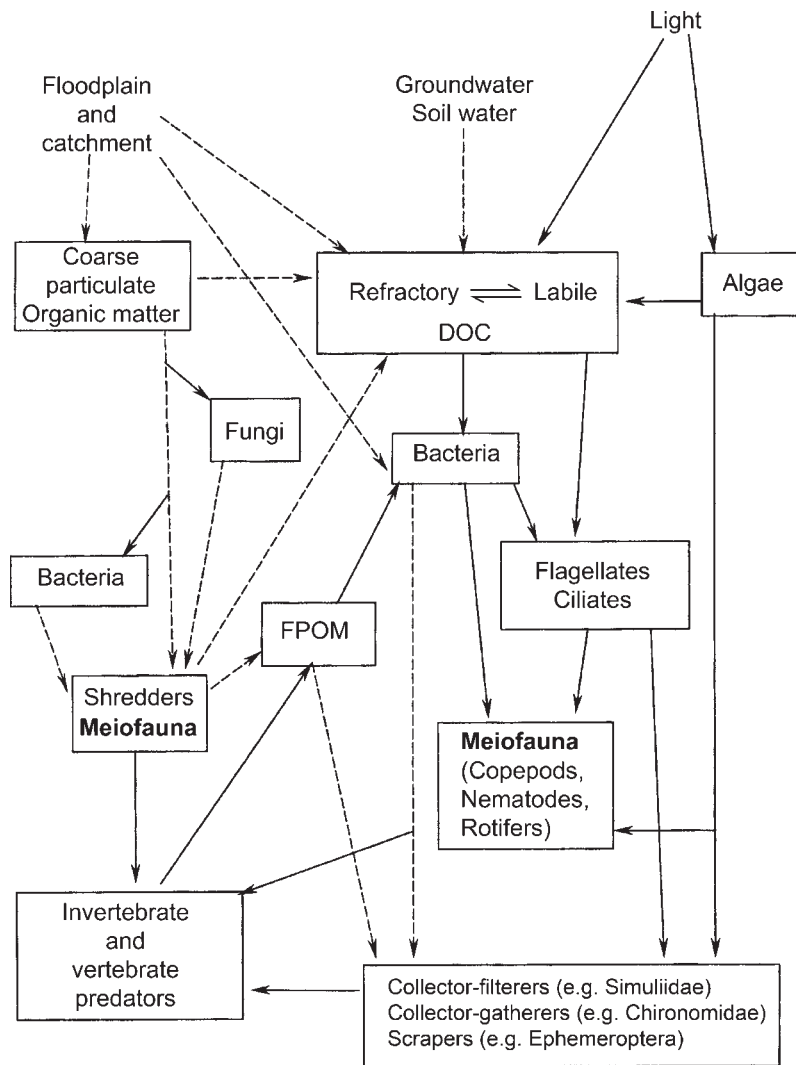 Light
Floodplain
and
catchment
Groundwater
Soil water
Coarse
particulate
Organic matter
Refractory ⇌ Labile
DOC
Algae
Fungi
Bacteria
Bacteria
Flagellates
Ciliates
FPOM
Shredders
Meiofauna
Meiofauna
(Copepods,
Nematodes,
Rotifers)
Invertebrate
and
vertebrate
predators
Collector-filterers (e.g. Simuliidae)
Collector-gatherers (e.g. Chironomidae)
Scrapers (e.g. Ephemeroptera)